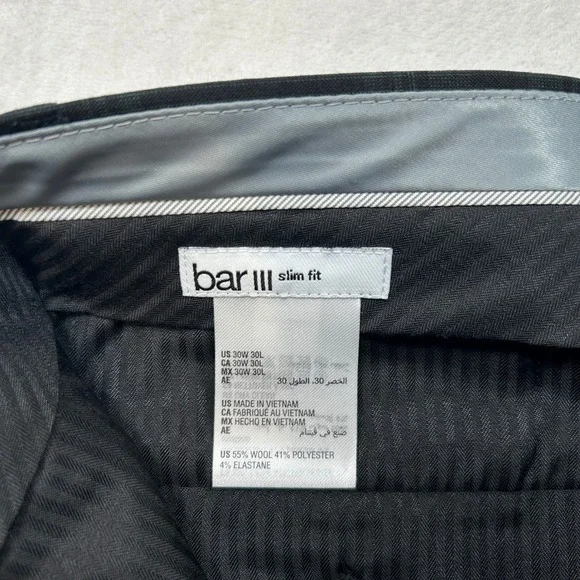 bar III slim fit
US 30W 30L
CA 30W 30L
MX 30W 30L
AE الخصر 30، الطول 30
US MADE IN VIETNAM
CA FABRIQUÉ AU VIETNAM
MX HECHO EN VIETNAM
AE صنع في فيتنام
US 55% WOOL 41% POLYESTER
4% ELASTANE